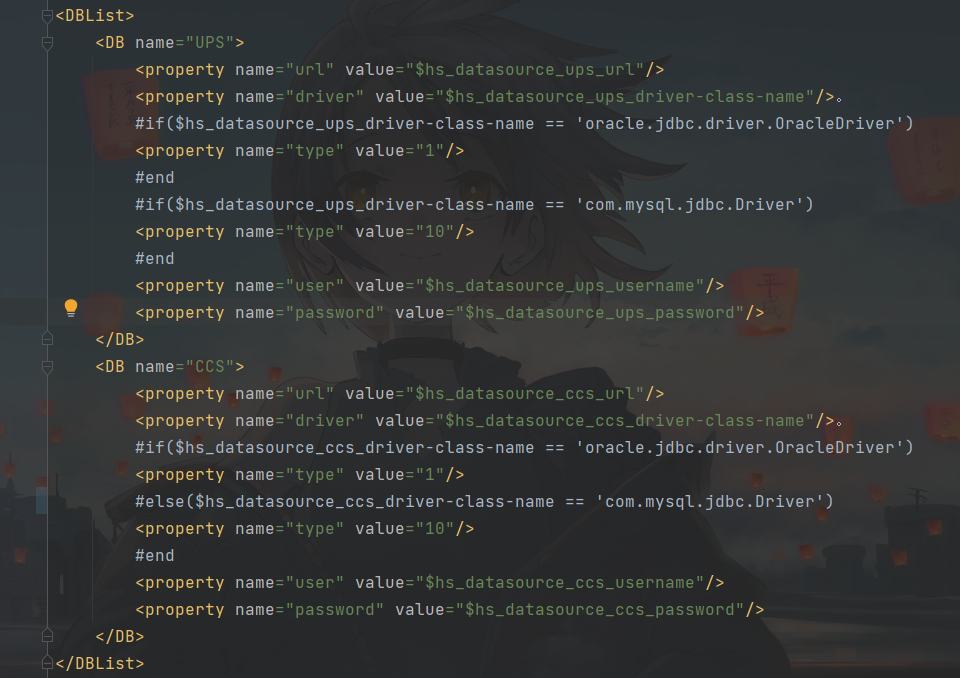 <DBList>
<DB name="UPS">
<property name="url" value="$hs_datasource_ups_url"/>
<property name="driver" value="$hs_datasource_ups_driver-class-name"/>。
#if($hs_datasource_ups_driver-class-name == 'oracle.jdbc.driver.OracleDriver')
<property name="type" value="1"/>
#end
#if($hs_datasource_ups_driver-class-name == 'com.mysql.jdbc.Driver')
<property name="type" value="10"/>
#end
<property name="user" value="$hs_datasource_ups_username"/>
<property name="password" value="$hs_datasource_ups_password"/>
</DB>
<DB name="CCS">
<property name="url" value="$hs_datasource_ccs_url"/>
<property name="driver" value="$hs_datasource_ccs_driver-class-name"/>。
#if($hs_datasource_ccs_driver-class-name == 'oracle.jdbc.driver.OracleDriver')
<property name="type" value="1"/>
#else($hs_datasource_ccs_driver-class-name == 'com.mysql.jdbc.Driver')
<property name="type" value="10"/>
#end
<property name="user" value="$hs_datasource_ccs_username"/>
<property name="password" value="$hs_datasource_ccs_password"/>
</DB>
</DBList>